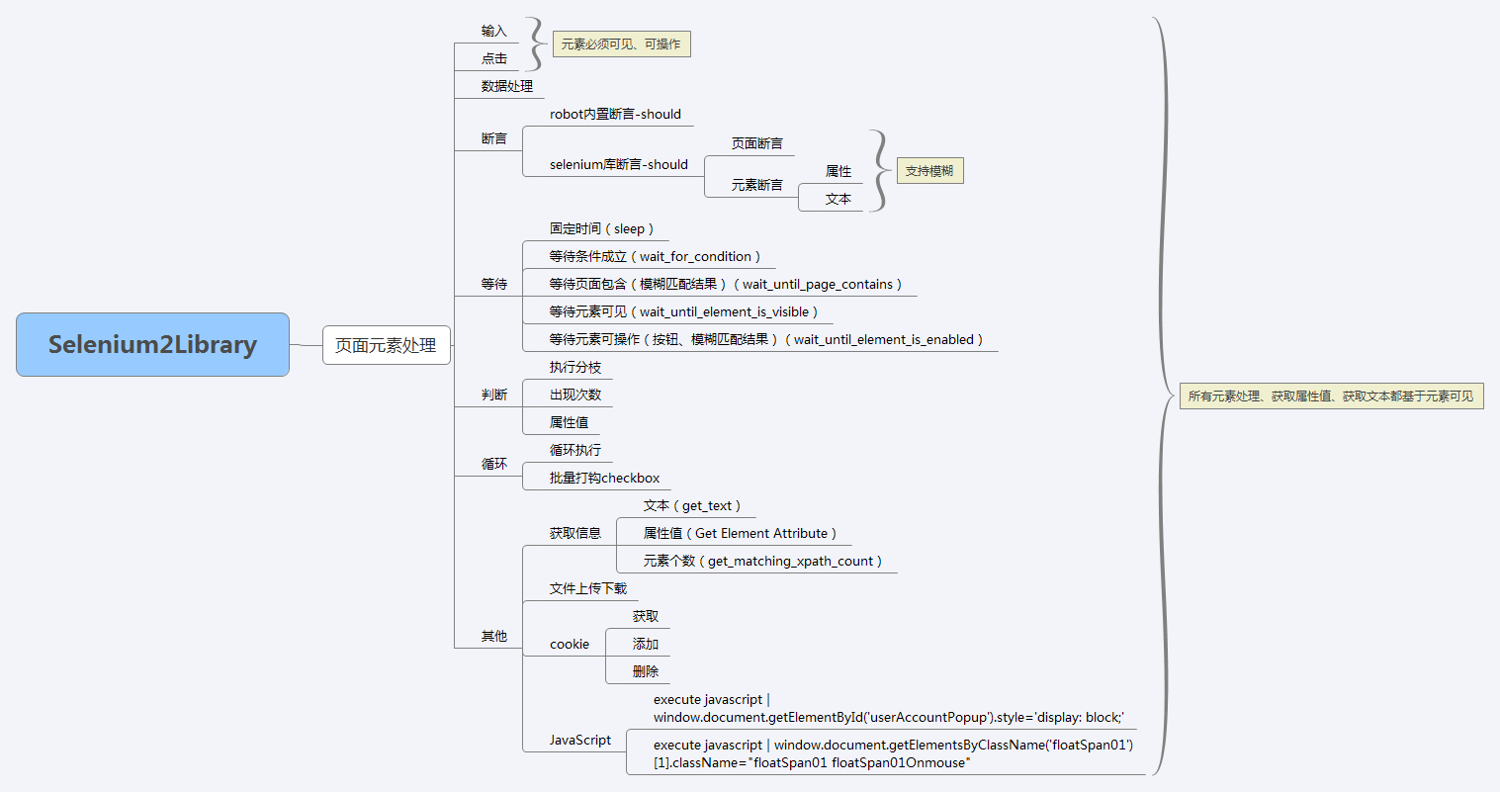 Selenium2Library
页面元素处理
输入
点击
元素必须可见、可操作
数据处理
断言
robot内置断言-should
selenium库断言-should
页面断言
元素断言
属性
文本
支持模糊
等待
固定时间（sleep）
等待条件成立（wait_for_condition）
等待页面包含（模糊匹配结果）（wait_until_page_contains）
等待元素可见（wait_until_element_is_visible）
等待元素可操作（按钮、模糊匹配结果）（wait_until_element_is_enabled）
判断
执行分枝
出现次数
属性值
循环
循环执行
批量打钩checkbox
其他
获取信息
文本（get_text）
属性值（Get Element Attribute）
元素个数（get_matching_xpath_count）
文件上传下载
cookie
获取
添加
删除
JavaScript
execute javascript |
window.document.getElementById('userAccountPopup').style='display: block;'
execute javascript | window.document.getElementsByClassName('floatSpan01')
[1].className="floatSpan01 floatSpan01Onmouse"
所有元素处理、获取属性值、获取文本都基于元素可见